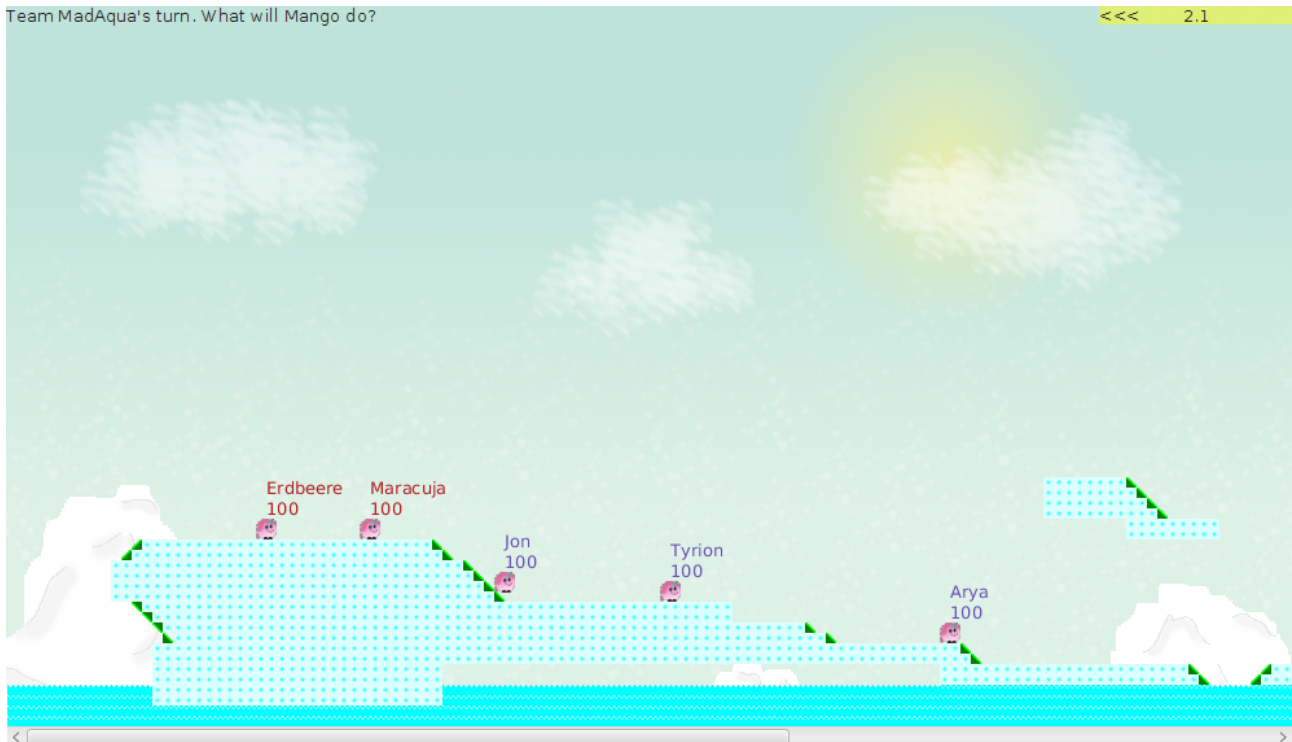 Team MadAqua's turn. What will Mango do?
<<< 2.1
Erdbeere
100
Maracuja
100
Jon
100
Tyrion
100
Arya
100